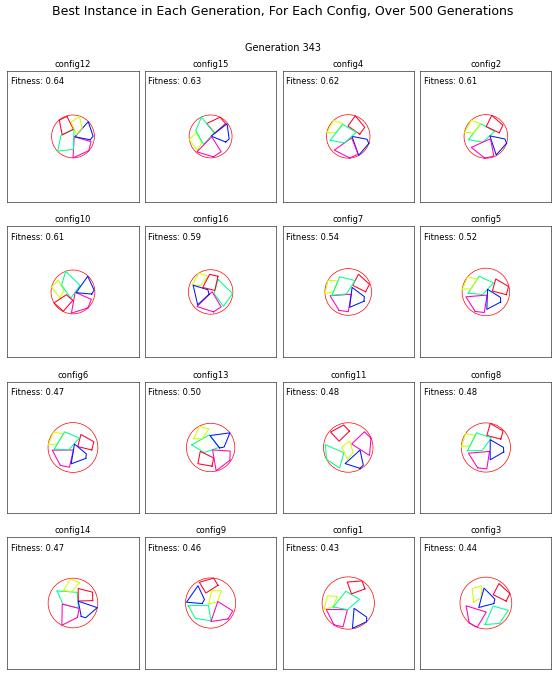 Best Instance in Each Generation, For Each Config, Over 500 Generations
Generation 343
config12
Fitness: 0.64
config15
Fitness: 0.63
config4
Fitness: 0.62
config2
Fitness: 0.61
config10
Fitness: 0.61
config16
Fitness: 0.59
config7
Fitness: 0.54
config5
Fitness: 0.52
config6
Fitness: 0.47
config13
Fitness: 0.50
config11
Fitness: 0.48
config8
Fitness: 0.48
config14
Fitness: 0.47
config9
Fitness: 0.46
config1
Fitness: 0.43
config3
Fitness: 0.44